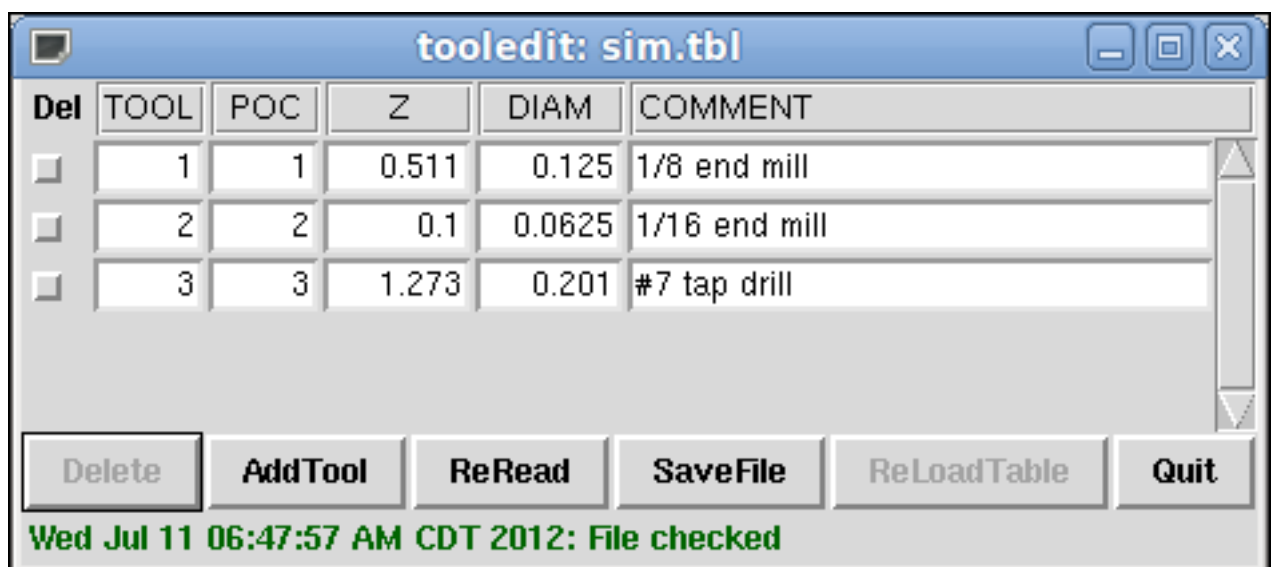 tooledit: sim.tbl
Del TOOL POC Z DIAM COMMENT
1 1 0.511 0.125 1/8 end mill
2 2 0.1 0.0625 1/16 end mill
3 3 1.273 0.201 #7 tap drill
Delete AddTool ReRead SaveFile ReLoadTable Quit
Wed Jul 11 06:47:57 AM CDT 2012: File checked